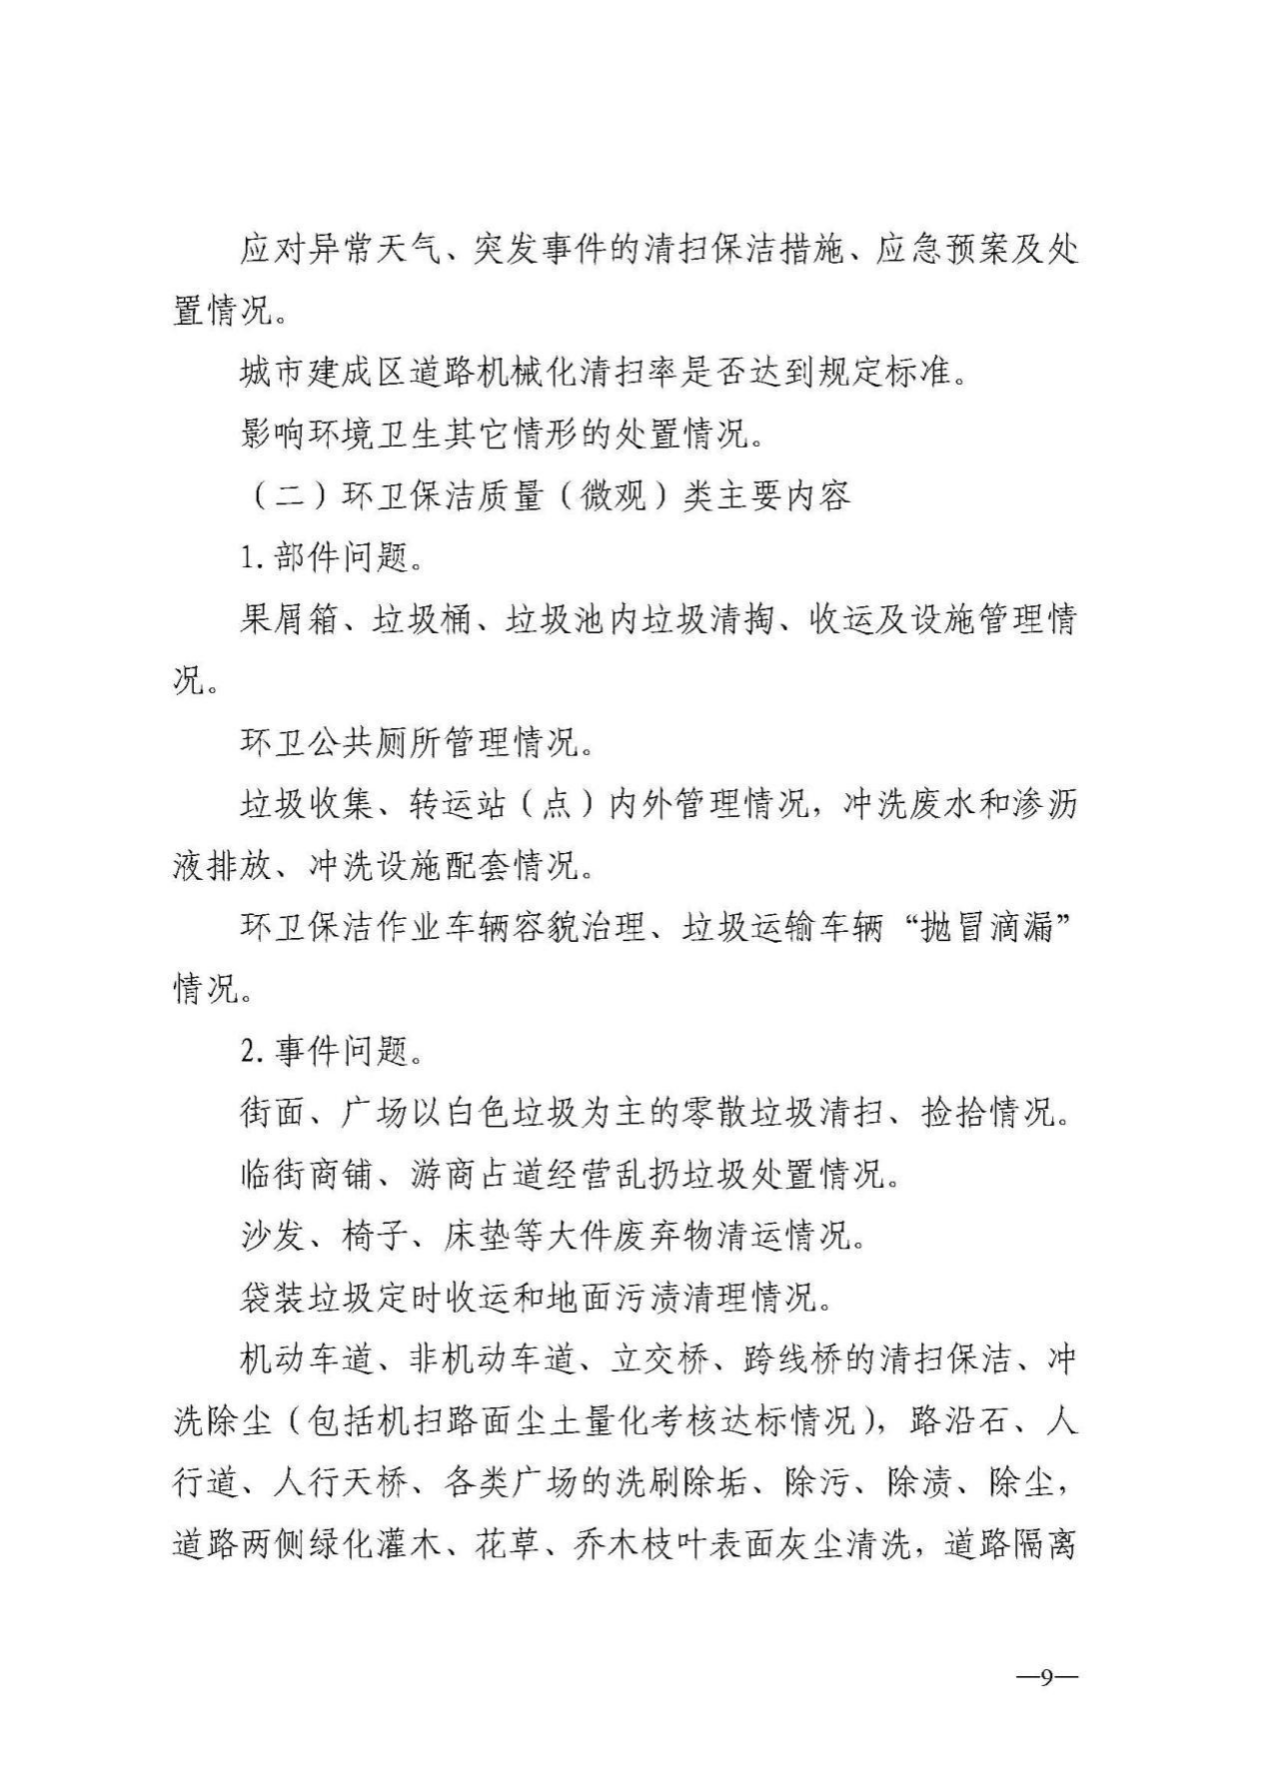 应对异常天气、突发事件的清扫保洁措施、应急预案及处
置情况。
城市建成区道路机械化清扫率是否达到规定标准。
影响环境卫生其它情形的处置情况。
（二）环卫保洁质量（微观）类主要内容
1.部件问题。
果屑箱、垃圾桶、垃圾池内垃圾清掏、收运及设施管理情
况。
环卫公共厕所管理情况。
垃圾收集、转运站（点）内外管理情况，冲洗废水和渗沥
液排放、冲洗设施配套情况。
环卫保洁作业车辆容貌治理、垃圾运输车辆“抛冒滴漏”
情况。
2.事件问题。
街面、广场以白色垃圾为主的零散垃圾清扫、捡拾情况。
临街商铺、游商占道经营乱扔垃圾处置情况。
沙发、椅子、床垫等大件废弃物清运情况。
袋装垃圾定时收运和地面污渍清理情况。
机动车道、非机动车道、立交桥、跨线桥的清扫保洁、冲
洗除尘（包括机扫路面尘土量化考核达标情况），路沿石、人
行道、人行天桥、各类广场的洗刷除垢、除污、除渍、除尘，
道路两侧绿化灌木、花草、乔木枝叶表面灰尘清洗，道路隔离
—9—